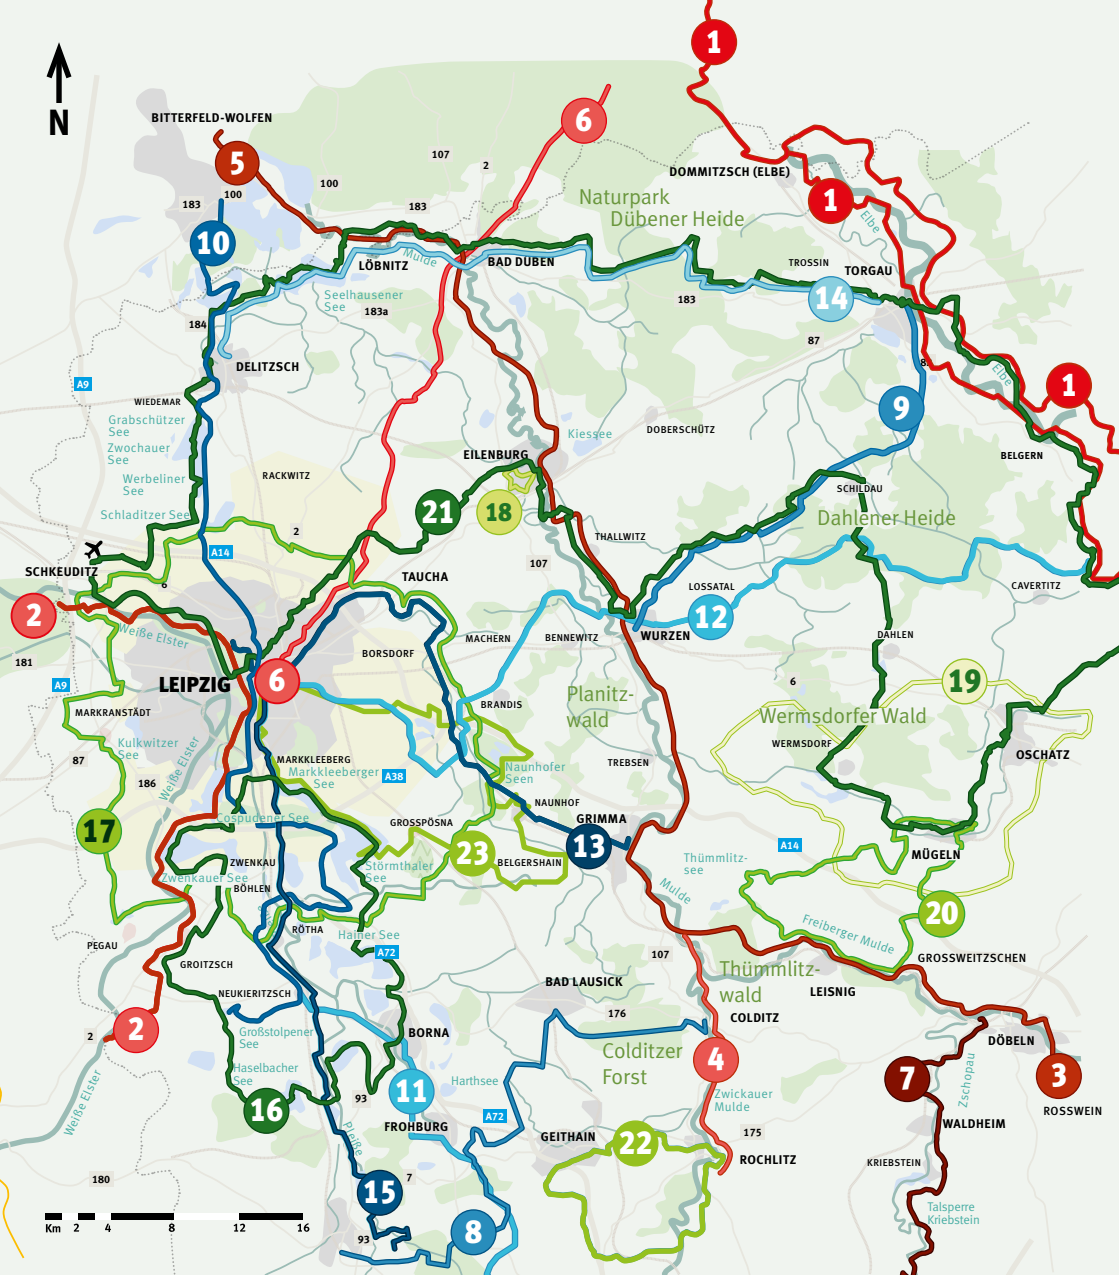 1
6
N
BITTERFELD-WOLFEN
5
107
2
100
183
100
183
DOMMITZSCH (ELBE)
Naturpark
Dübener Heide
1
Elbe
10
LÖBNITZ
Mulde
BAD DÜBEN
TROSSIN
TORGAU
14
Seelhausener
See
183a
183
184
87
DELITZSCH
A9
Elbe
1
WIEDEMAR
9
Grabschützer
See
Zwochauer
See
Kiessee
DOBERSCHÜTZ
EILENBURG
BELGERN
RACKWITZ
Werbeliner
See
SCHILDAU
21
18
Schladitzer See
Dahlener Heide
2
THALLWITZ
A14
107
SCHKEUDITZ
TAUCHA
6
LOSSATAL
CAVERTITZ
2
12
Weiße Elster
MACHERN
BENNEWITZ
WURZEN
DAHLEN
BORSDORF
181
LEIPZIG
6
A9
6
19
Planitz-
wald
BRANDIS
MARKRANSTÄDT
Wermsdorfer Wald
Kulkwitzer
See
WERMSDORF
OSCHATZ
87
MARKKLEEBERG
Markkleeberger
See
A38
Naunhofer
Seen
TREBSEN
186
Weiße Elster
NAUNHOF
Cospudener See
GROSSPÖSNA
GRIMMA
17
13
A14
23
BELGERSHAIN
MÜGELN
ZWENKAU
Störmthaler
See
Thümmlitz-
see
Zwenkauer See
BÖHLEN
Mulde
20
RÖTHA
Hainer See
Freiberger Mulde
PEGAU
A72
107
GROSSWEITZSCHEN
GROITZSCH
Thümmlitz-
wald
BAD LAUSICK
LEISNIG
NEUKIERITZSCH
176
COLDITZ
2
2
Großstolpener
See
BORNA
DÖBELN
Colditzer
Forst
4
Haselbacher
See
Harthsee
7
3
11
Zschopau
93
Zwickauer
Mulde
16
A72
ROSSWEIN
Weiße Elster
FROHBURG
WALDHEIM
GEITHAIN
22
175
Pleiße
ROCHLITZ
KRIEBSTEIN
180
7
15
Talsperre
Kriebstein
Km 2 4 8 12 16
93
8